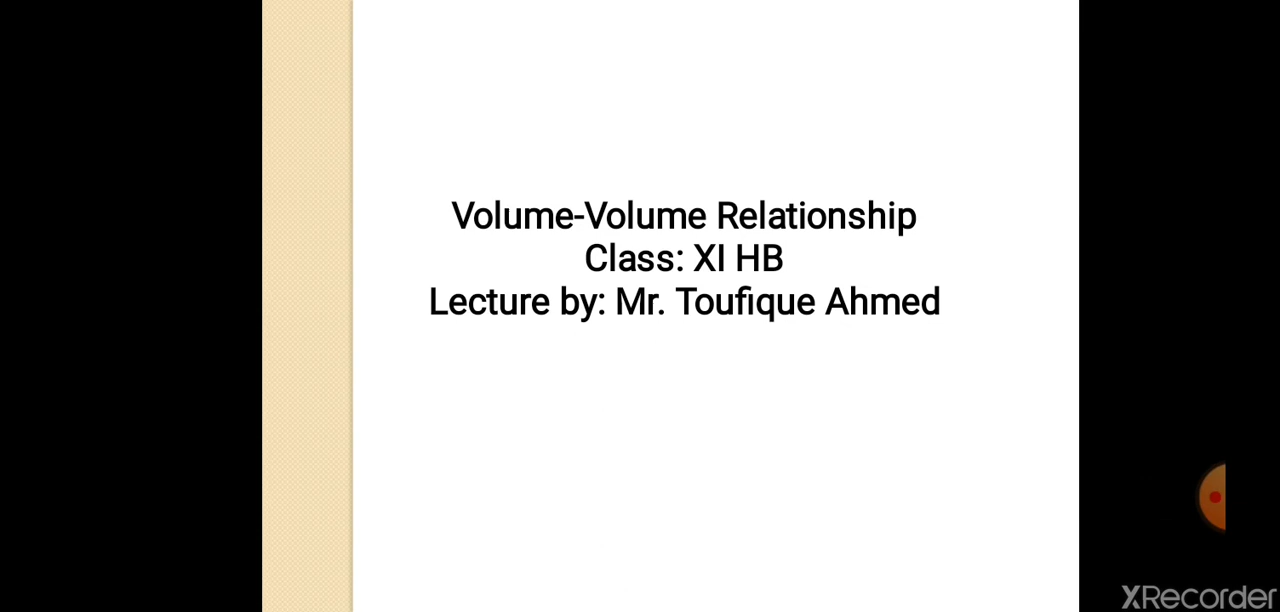 Volume-Volume Relationship
Class: XI HB
Lecture by: Mr. Toufique Ahmed
XRecorder